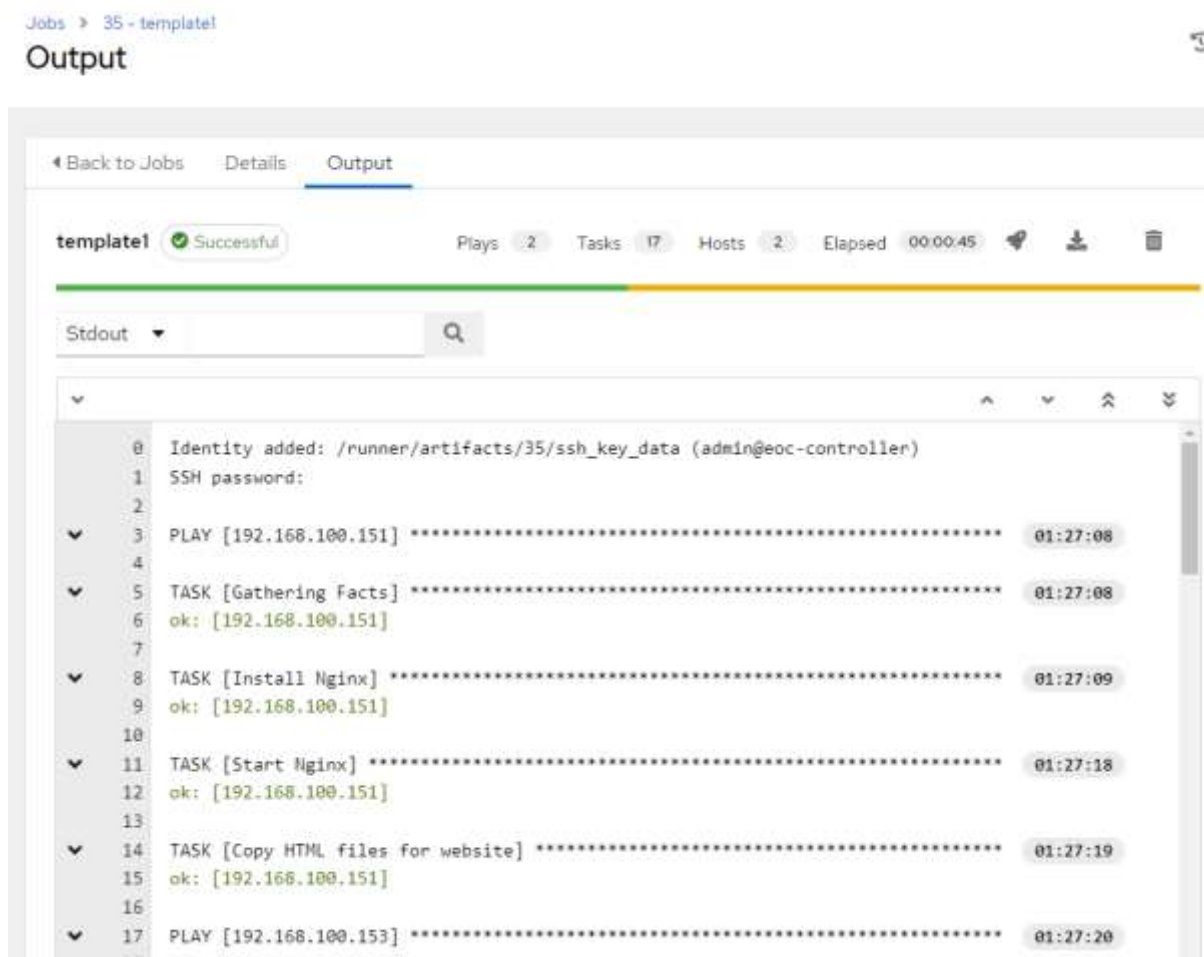 Jobs > 35 - template1
Output
Back to Jobs Details Output
template1 Successful Plays 2 Tasks 17 Hosts 2 Elapsed 00:00:45
Stdout
0 Identity added: /runner/artifacts/35/ssh_key_data (admin@eoc-controller)
1 SSH password:
2
3 PLAY [192.168.100.151] ********************************************************* 01:27:08
4
5 TASK [Gathering Facts] ********************************************************* 01:27:08
6 ok: [192.168.100.151]
7
8 TASK [Install Nginx] *********************************************************** 01:27:09
9 ok: [192.168.100.151]
10
11 TASK [Start Nginx] ************************************************************* 01:27:18
12 ok: [192.168.100.151]
13
14 TASK [Copy HTML files for website] ********************************************* 01:27:19
15 ok: [192.168.100.151]
16
17 PLAY [192.168.100.153] ********************************************************* 01:27:20